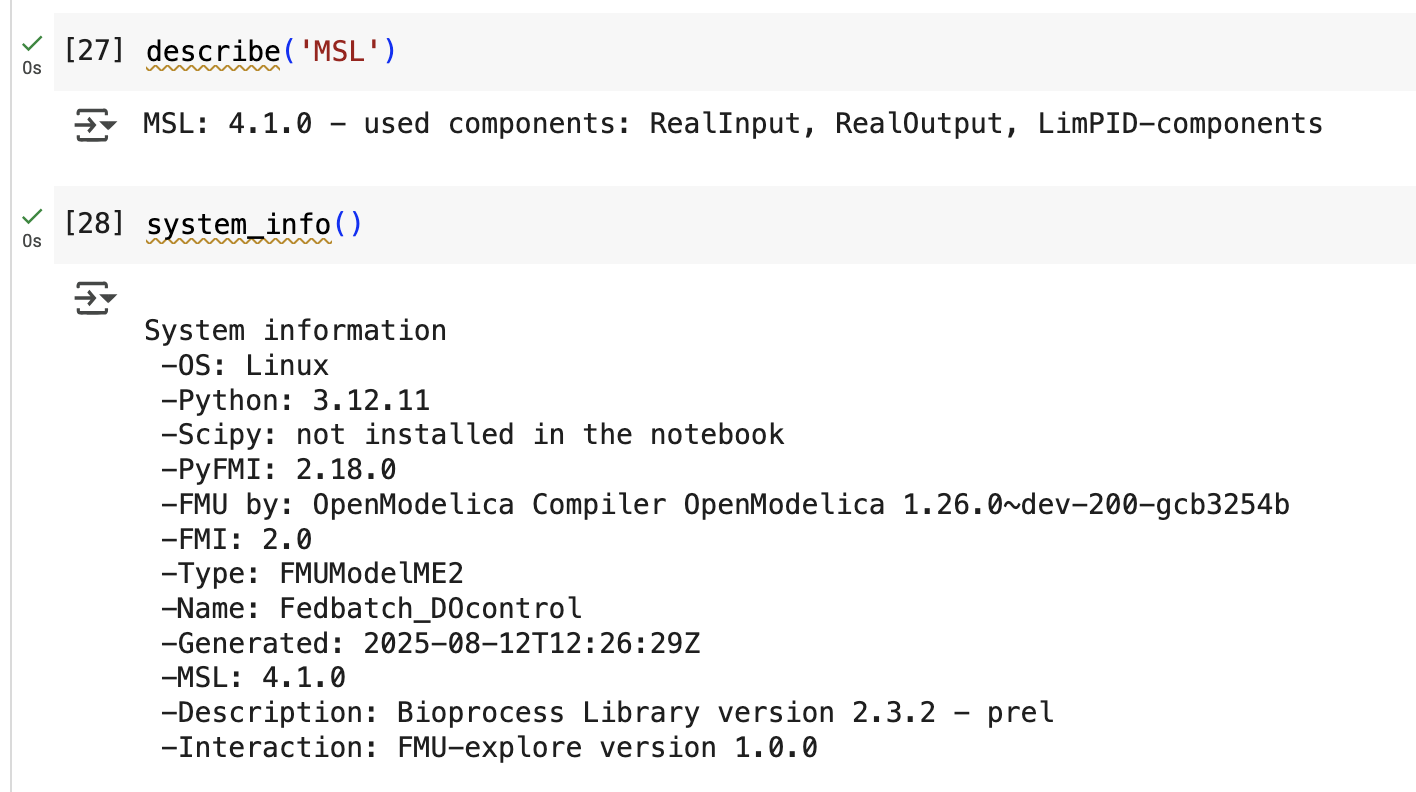 [27] describe('MSL')
0s
MSL: 4.1.0 – used components: RealInput, RealOutput, LimPID-components
[28] system_info()
0s
System information
-OS: Linux
-Python: 3.12.11
-Scipy: not installed in the notebook
-PyFMI: 2.18.0
-FMU by: OpenModelica Compiler OpenModelica 1.26.0~dev-200-gcb3254b
-FMI: 2.0
-Type: FMUModelME2
-Name: Fedbatch_DOcontrol
-Generated: 2025-08-12T12:26:29Z
-MSL: 4.1.0
-Description: Bioprocess Library version 2.3.2 – prel
-Interaction: FMU-explore version 1.0.0